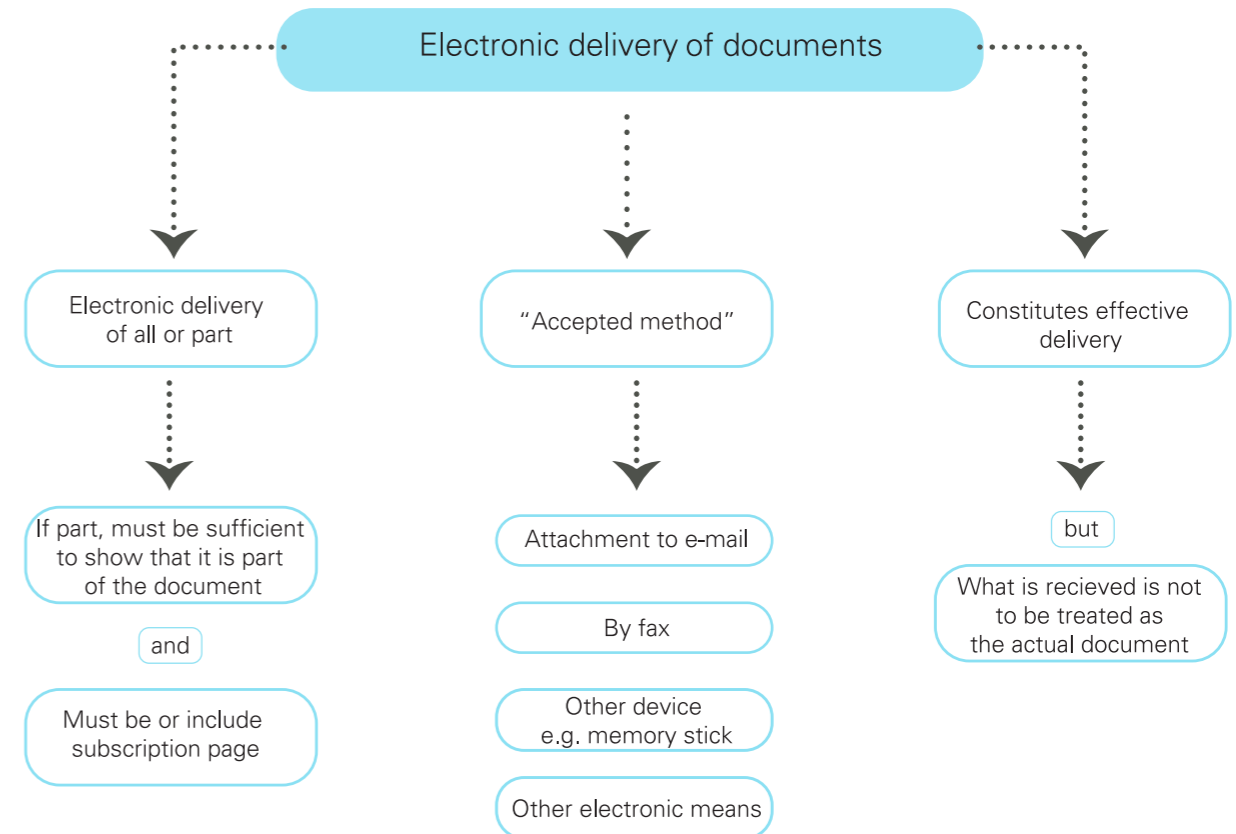 Electronic delivery of documents
Electronic delivery
of all or part
If part, must be sufficient
to show that it is part
of the document
and
Must be or include
subscription page
“Accepted method”
Attachment to e-mail
By fax
Other device
e.g. memory stick
Other electronic means
Constitutes effective
delivery
but
What is recieved is not
to be treated as
the actual document